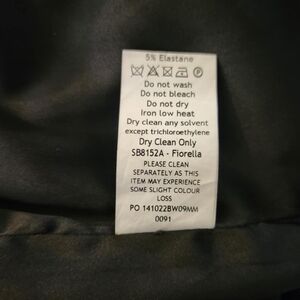 5% Elastane
Do not wash
Do not bleach
Do not dry
Iron low heat
Dry clean any solvent
except trichloroethylene
Dry Clean Only
SB8152A - Fiorella
PLEASE CLEAN
SEPARATELY AS THIS
ITEM MAY EXPERIENCE
SOME SLIGHT COLOUR
LOSS
PO 141022BW09MM
0091